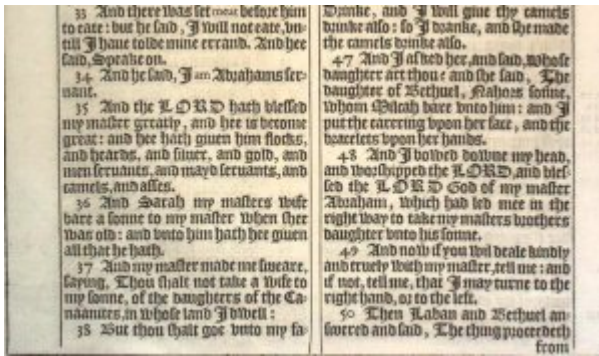 33 And there was set meat before him
to eate: but he said, I will not eate, vn-
till I haue tolde mine errand. And hee
said, Speake on.
34 And he said, I am Abrahams ser-
uant.
35 And the LORD hath blessed
my master greatly, and hee is become
great: and hee hath giuen him flocks,
and heards, and siluer, and gold, and
men seruants, and mayd seruants, and
camels, and asses.
36 And Sarah my masters wife
bare a sonne to my master when shee
was old: and vnto him hath hee giuen
all that he hath.
37 And my master made me sweare,
saying, Thou shalt not take a wife to
my sonne, of the daughters of the Ca-
naanites, in whose land I dwell:
38 But thou shalt goe vnto my fa-
Drinke, and I will giue thy camels
drinke also: so I dranke, and she made
the camels drinke also.
47 And I asked her, and said, whose
daughter art thou? and she said, The
daughter of Bethuel, Nahors sonne,
whom Milcah bare vnto him: and I
put the earering vpon her face, and the
bracelets vpon her hands.
48 And I bowed downe my head,
and worshipped the LORD, and bles-
sed the LORD God of my master
Abraham, which had led mee in the
right way to take my masters brothers
daughter vnto his sonne.
49 And now if you wil deale kindly
and truely with my master, tell me: and
if not, tell me, that I may turne to the
right hand, or to the left.
50 Then Laban and Bethuel an-
swered and said, The thing proceedeth
from